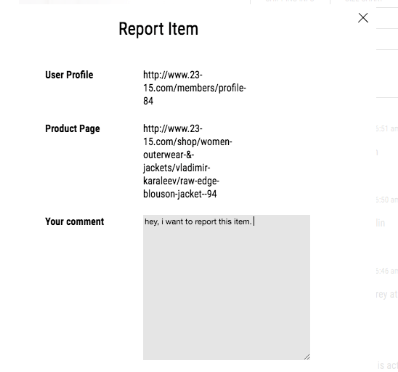 Report Item
User Profile
http://www.23-
15.com/members/profile-
84
Product Page
http://www.23-
15.com/shop/women-
outerwear-&-
jackets/vladimir-
karaleev/raw-edge-
blouson-jacket--94
Your comment
hey, i want to report this item.